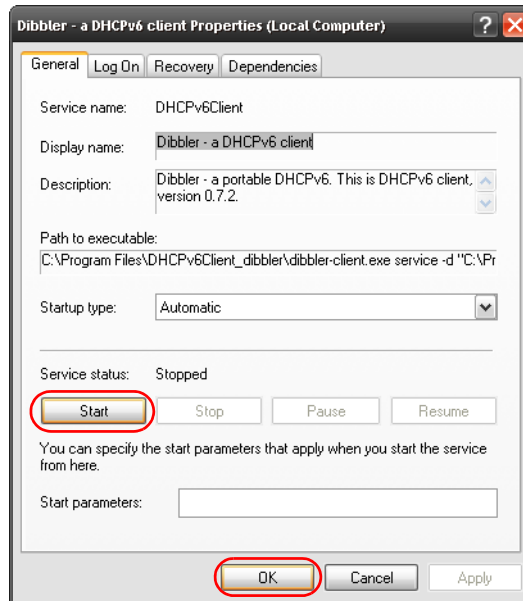 Dibbler - a DHCPv6 client Properties (Local Computer)
General Log On Recovery Dependencies
Service name: DHCPv6Client
Display name: Dibbler - a DHCPv6 client
Description: Dibbler - a portable DHCPv6. This is DHCPv6 client,
version 0.7.2.
Path to executable:
C:\Program Files\DHCPv6Client_dibbler\dibbler-client.exe service -d "C:\Pr
Startup type: Automatic
Service status: Stopped
Start Stop Pause Resume
You can specify the start parameters that apply when you start the service
from here.
Start parameters:
OK Cancel Apply